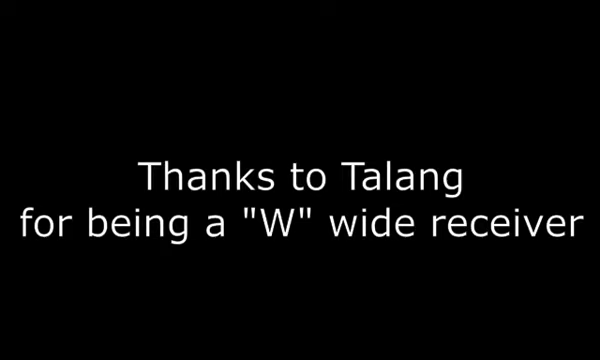 Thanks to Talang
for being a "W" wide receiver